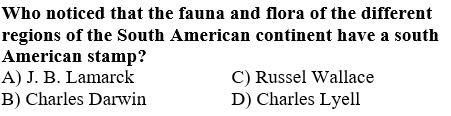 Who noticed that the fauna and flora of the different
regions of the South American continent have a south
American stamp?
A) J. B. Lamarck C) Russel Wallace
B) Charles Darwin D) Charles Lyell